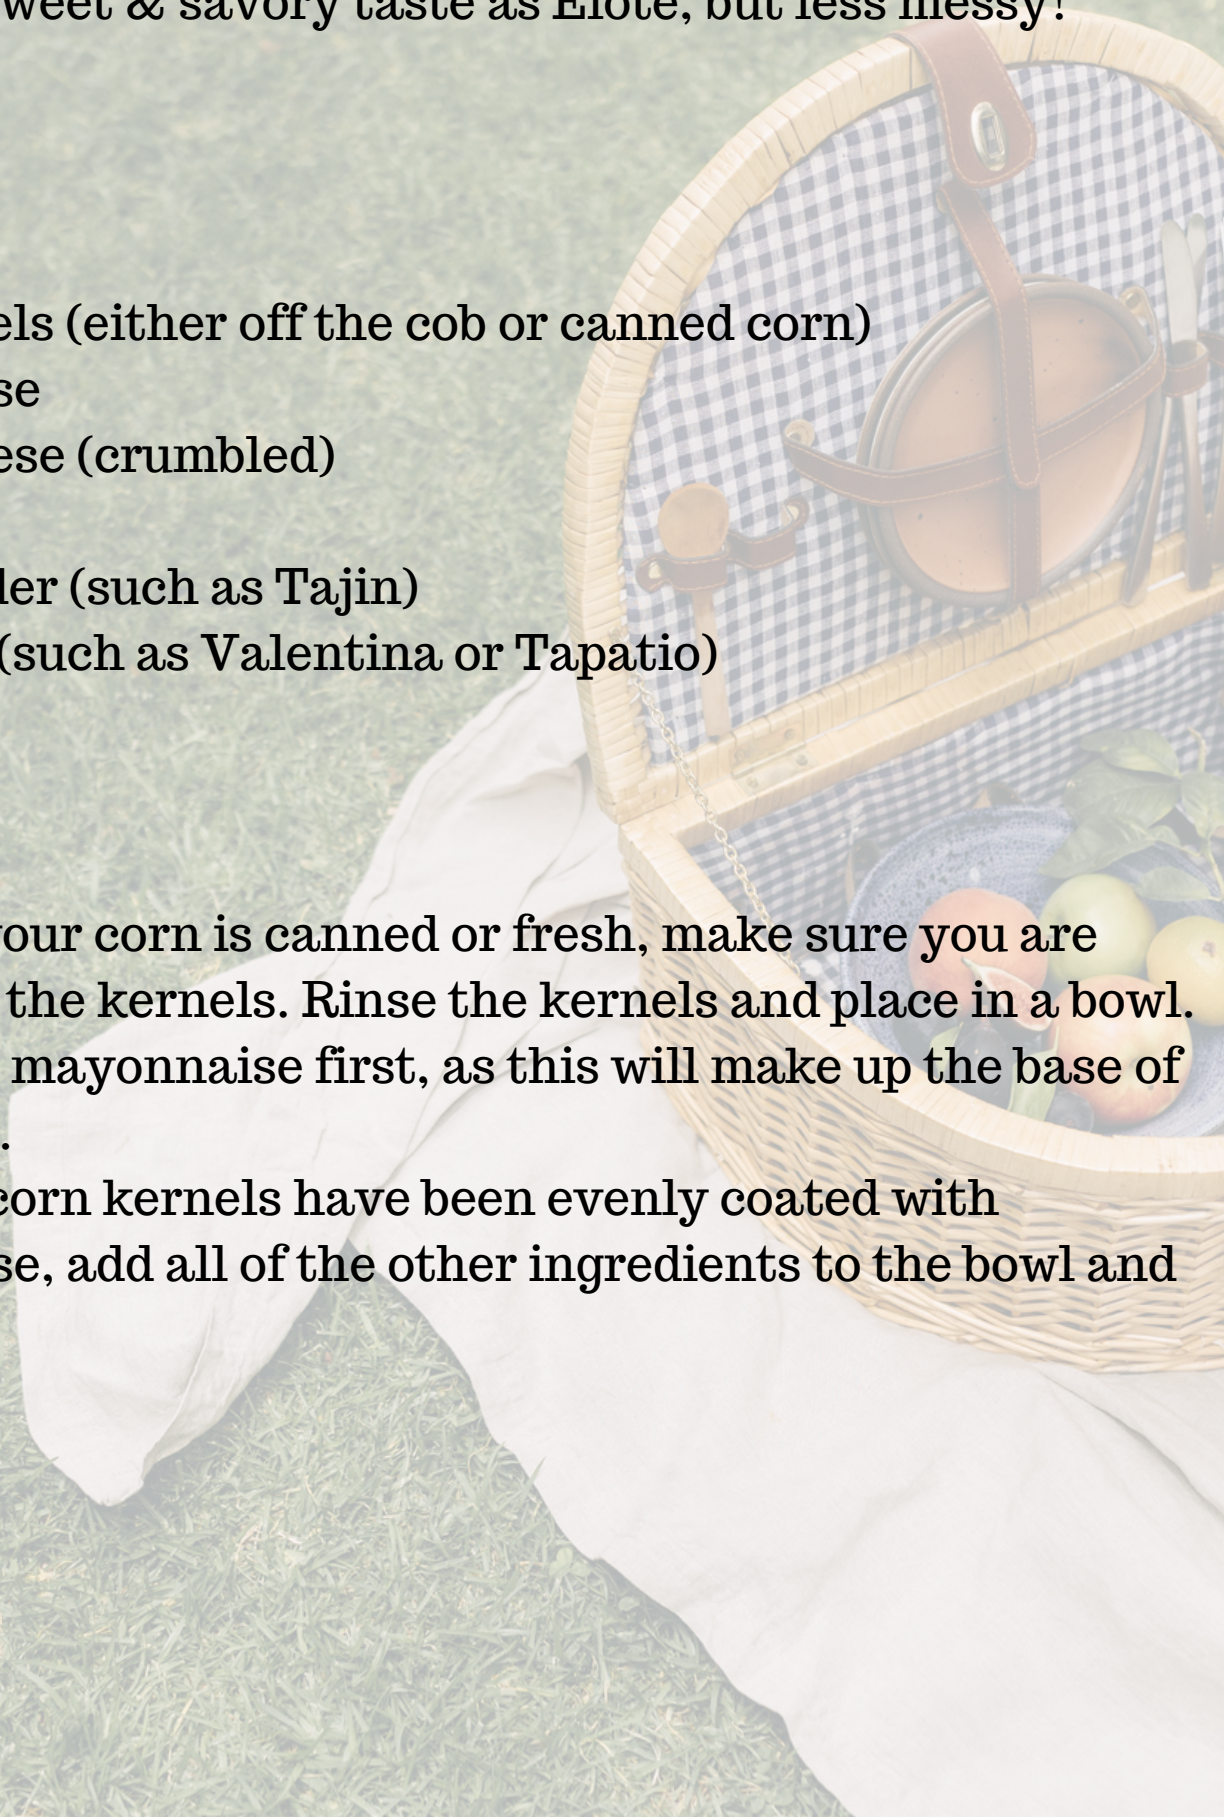 sweet & savory taste as Elote, but less messy!
els (either off the cob or canned corn)
se
ese (crumbled)
der (such as Tajin)
(such as Valentina or Tapatio)
your corn is canned or fresh, make sure you are
the kernels. Rinse the kernels and place in a bowl.
mayonnaise first, as this will make up the base of
.
corn kernels have been evenly coated with
se, add all of the other ingredients to the bowl and